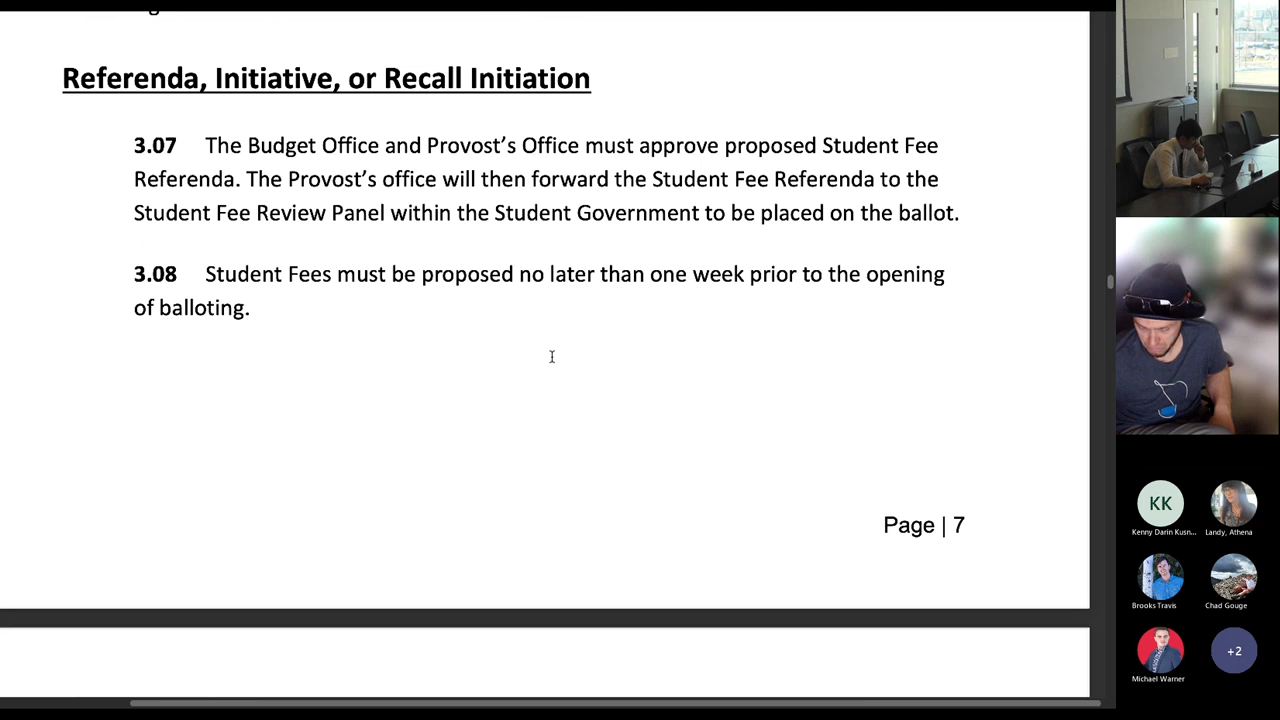 Referenda, Initiative, or Recall Initiation
3.07 The Budget Office and Provost’s Office must approve proposed Student Fee
Referenda. The Provost’s office will then forward the Student Fee Referenda to the
Student Fee Review Panel within the Student Government to be placed on the ballot.
3.08 Student Fees must be proposed no later than one week prior to the opening
of balloting.
Page | 7
KK
Kenny Darin Kusn...
Landy, Athena
Brooks Travis
Chad Gouge
Michael Warner
+2